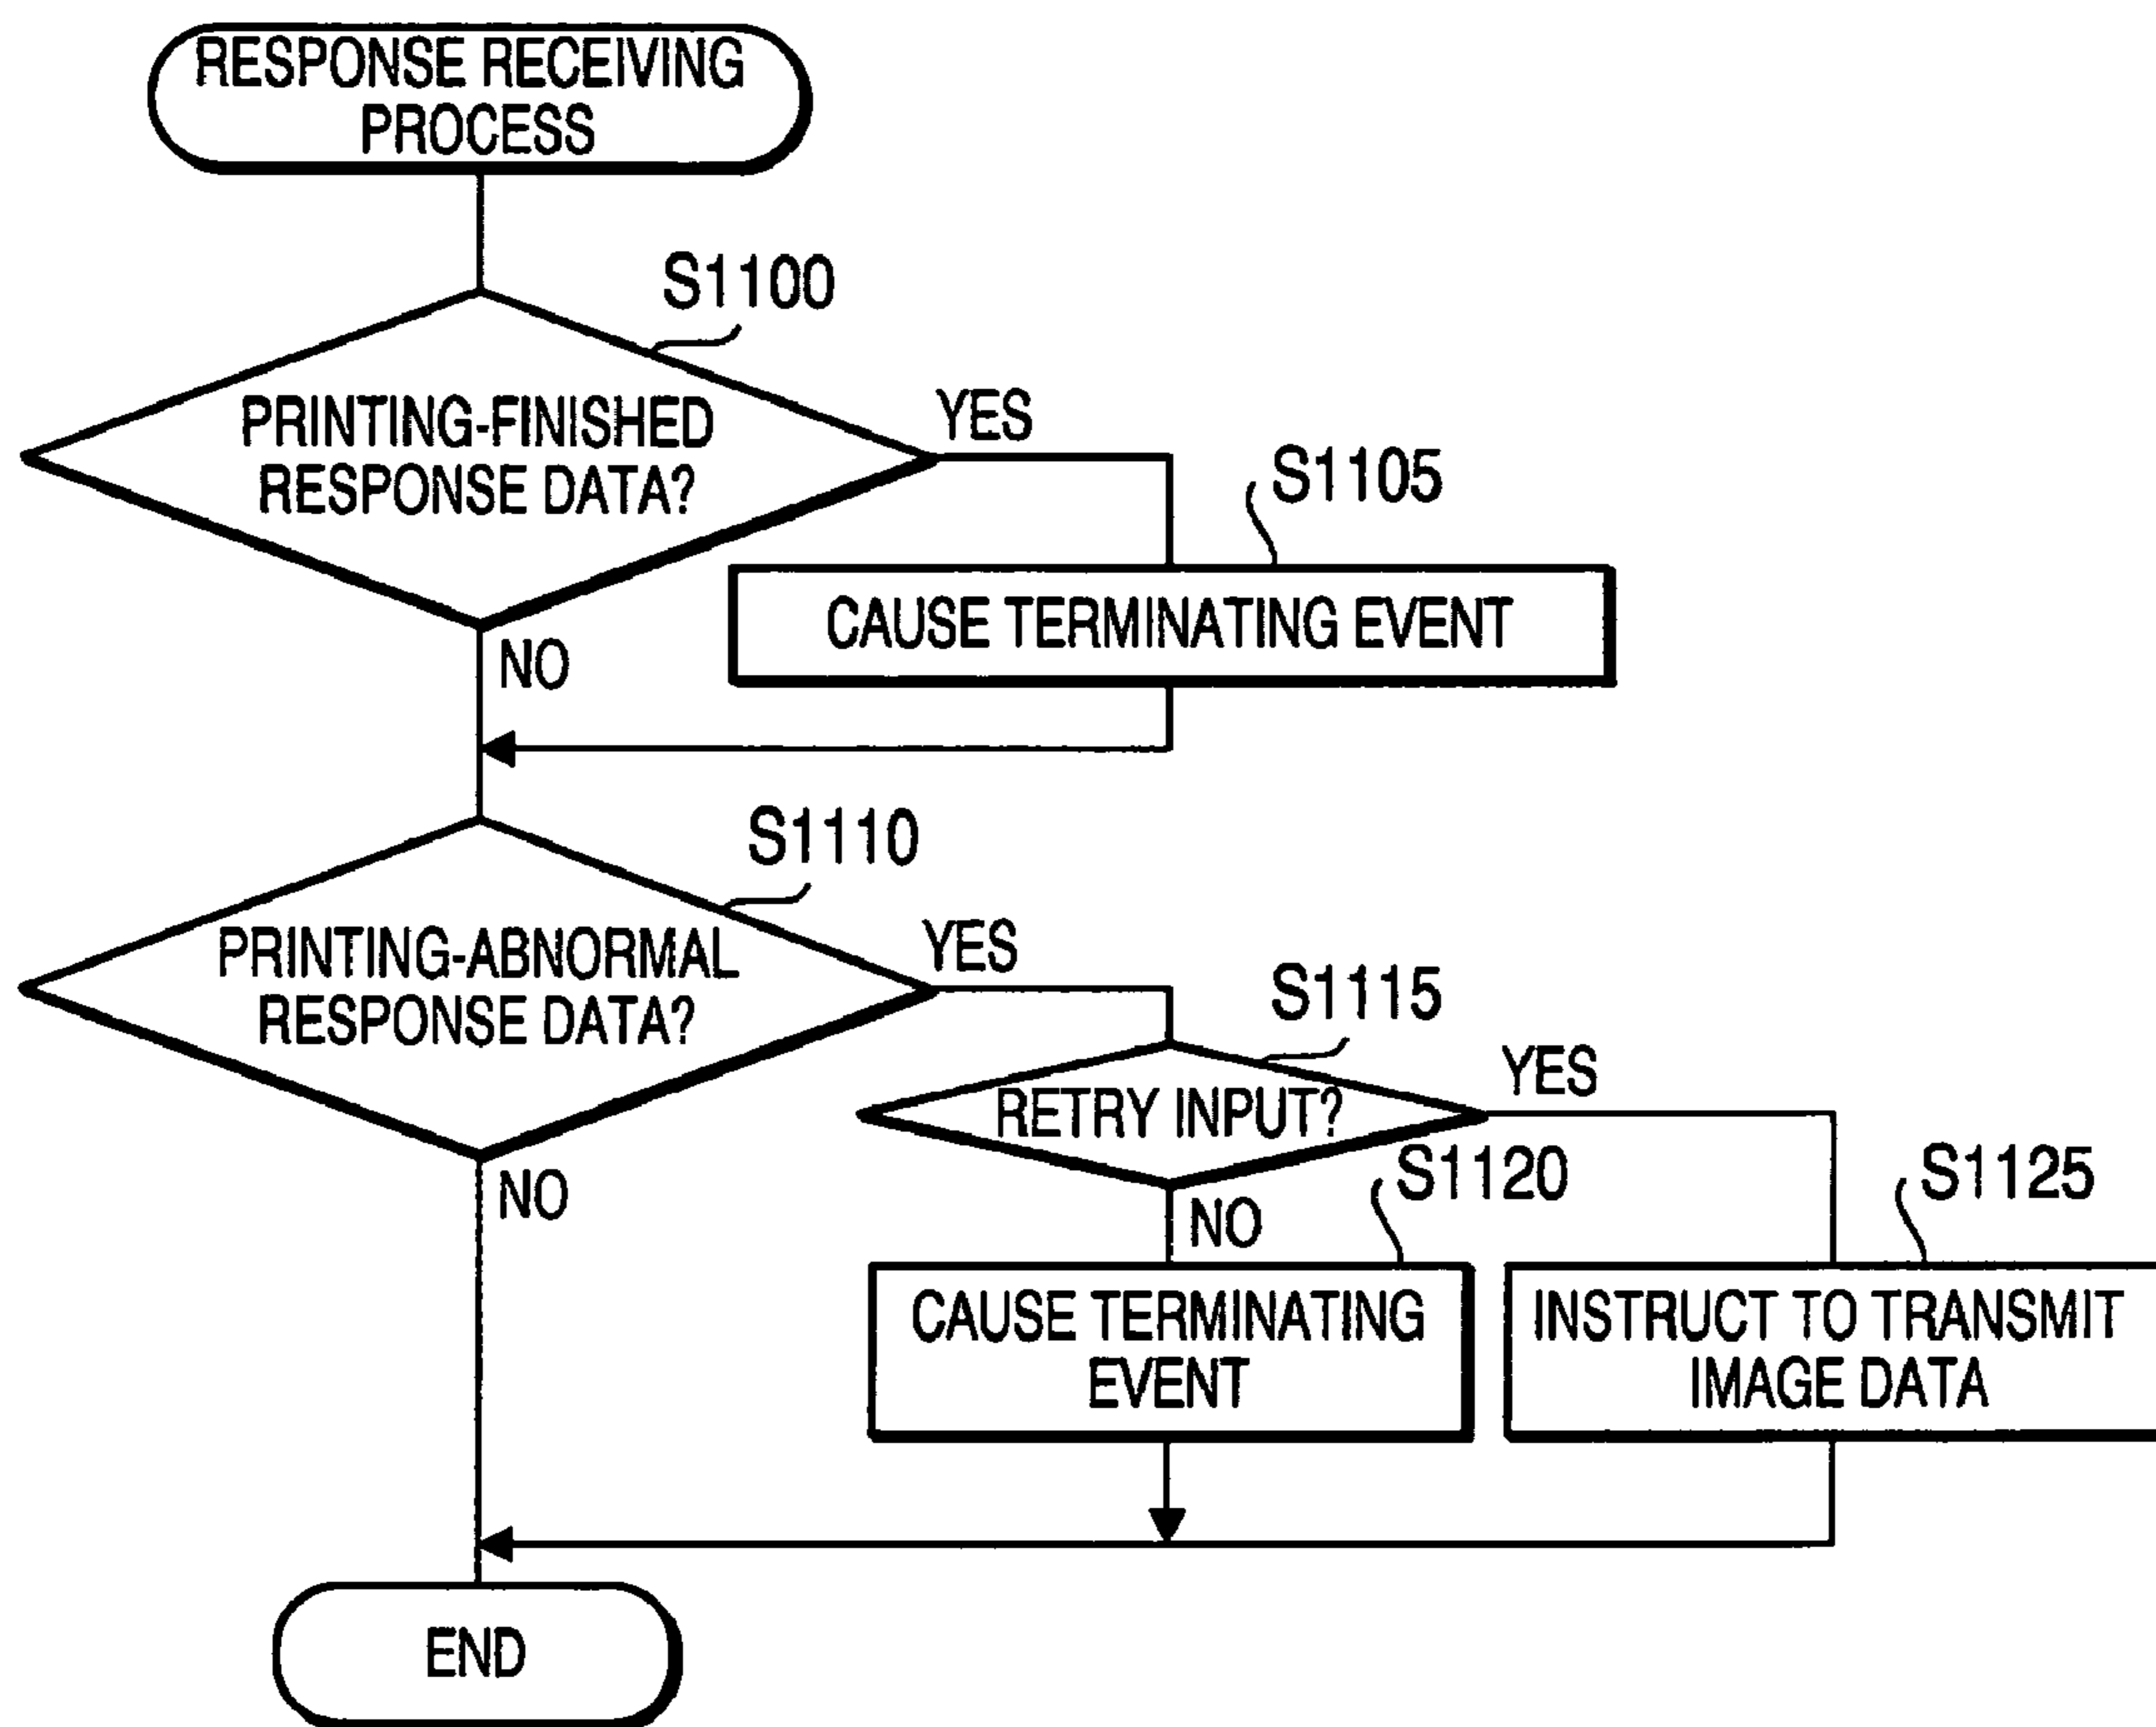 RESPONSE RECEIVING
PROCESS
S1100
PRINTING-FINISHED
RESPONSE DATA?
YES
S1105
CAUSE TERMINATING EVENT
NO
S1110
PRINTING-ABNORMAL
RESPONSE DATA?
YES
S1115
RETRY INPUT?
YES
NO
S1120
S1125
NO
CAUSE TERMINATING
EVENT
INSTRUCT TO TRANSMIT
IMAGE DATA
END